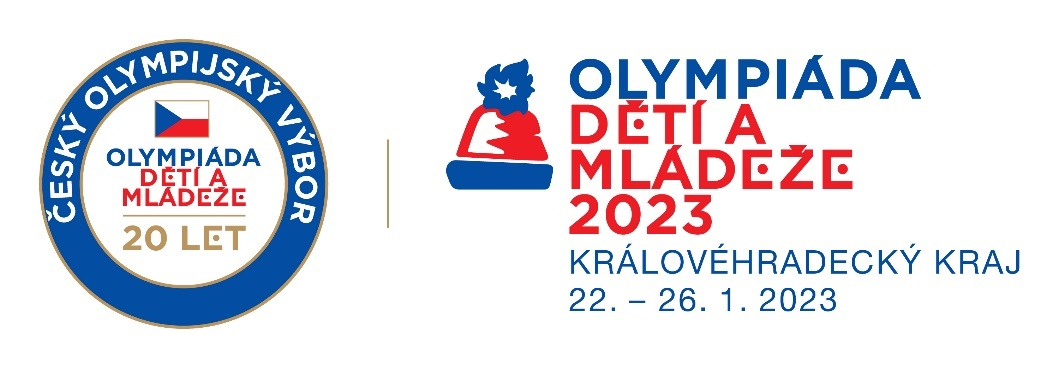 ČESKÝ OLYMPIJSKÝ VÝBOR
OLYMPIÁDA
DĚTÍ A
MLÁDEŽE
20 LET
OLYMPIÁDA
DĚTÍ A
MLÁDEŽE
2023
KRÁLOVÉHRADECKÝ KRAJ
22. – 26. 1. 2023